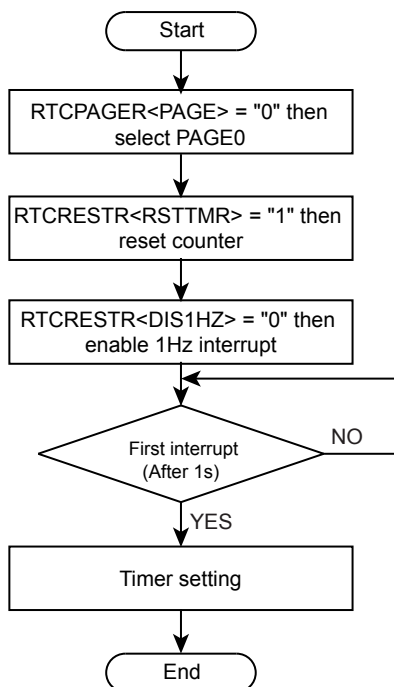 Start
RTCPAGER<PAGE> = "0" then
select PAGE0
RTCRESTR<RSTTMR> = "1" then
reset counter
RTCRESTR<DIS1HZ> = "0" then
enable 1Hz interrupt
First interrupt
(After 1s)
NO
YES
Timer setting
End